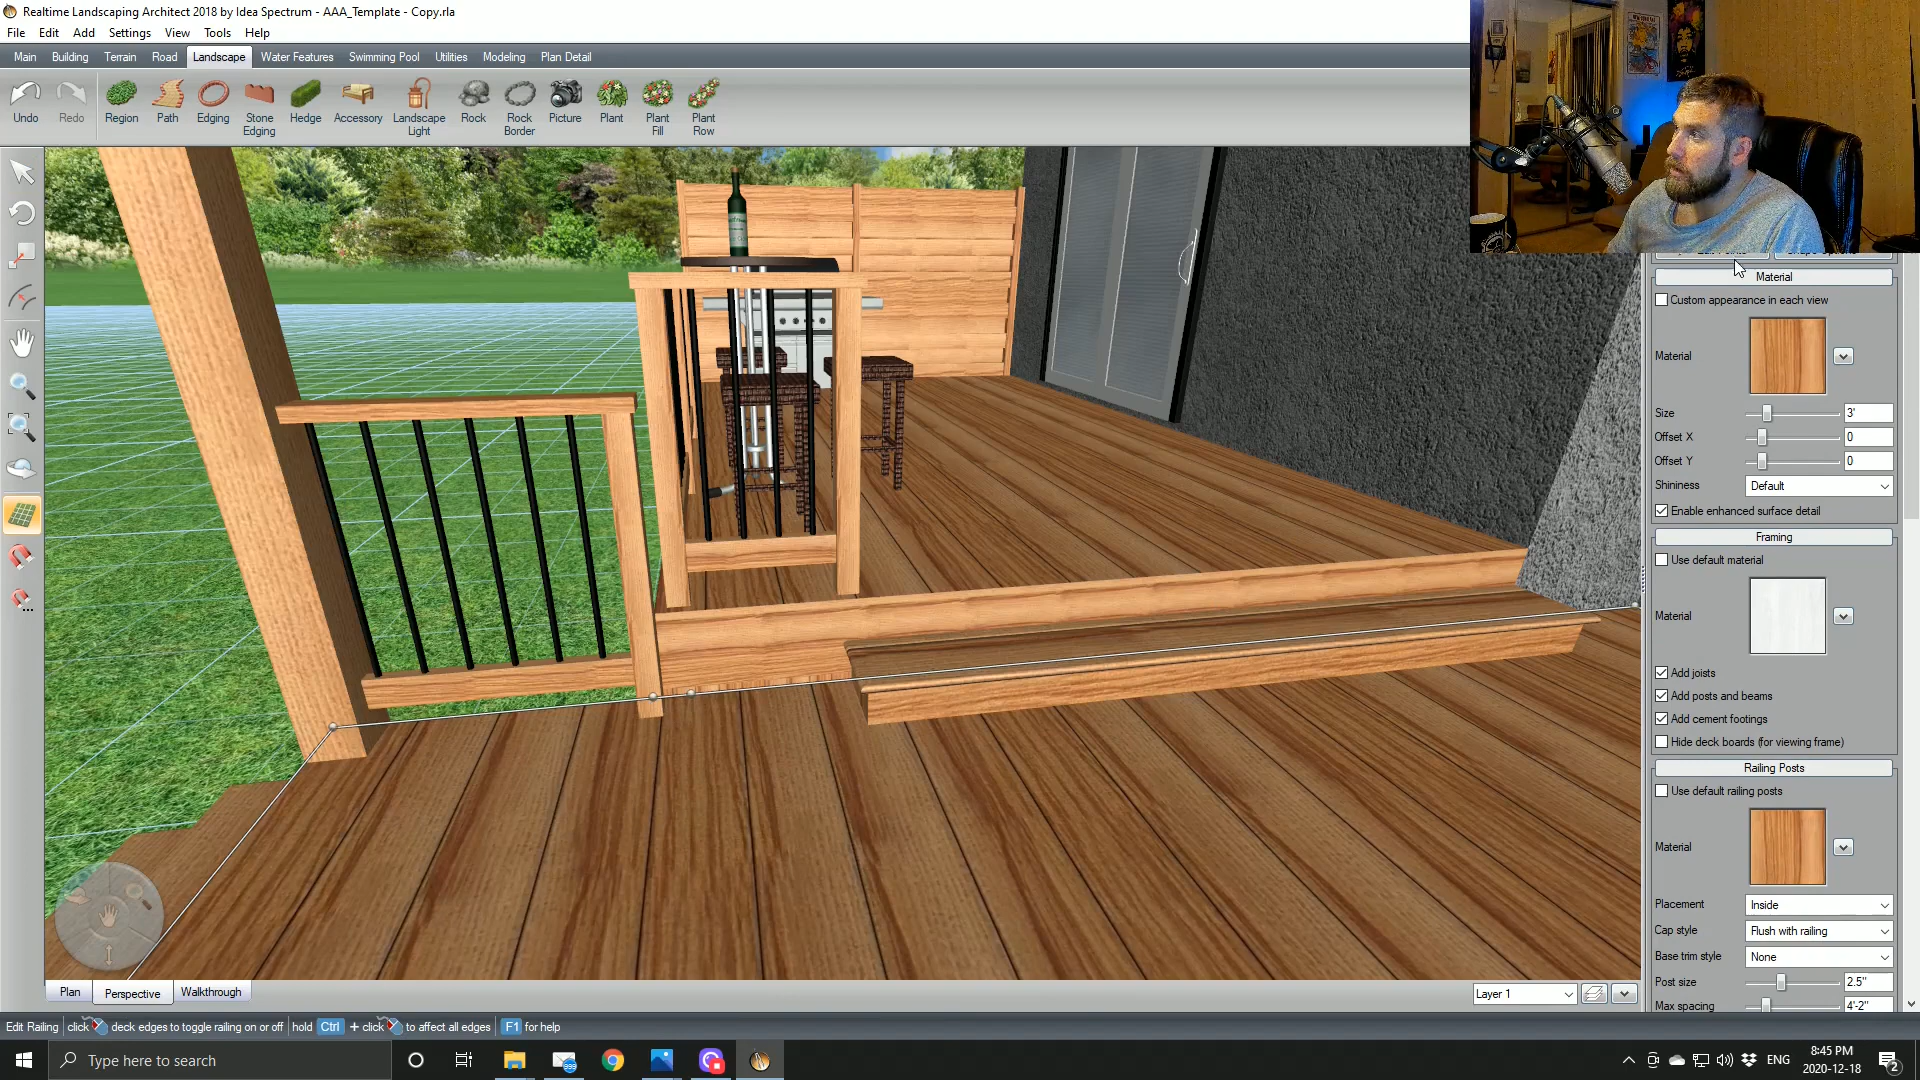 Realtime Landscaping Architect 2018 by Idea Spectrum - AAA_Template - Copy.rla
File Edit Add Settings View Tools Help
Main Building Terrain Road Landscape Water Features Swimming Pool Utilities Modeling Plan Detail
Undo Redo Region Path Edging Stone Edging Hedge Accessory Landscape Light Rock Rock Border Picture Plant Plant Fill Plant Row
Material
Custom appearance in each view
Material
Size 3'
Offset X 0
Offset Y 0
Shininess Default
Enable enhanced surface detail
Framing
Use default material
Material
Add joists
Add posts and beams
Add cement footings
Hide deck boards (for viewing frame)
Railing Posts
Use default railing posts
Material
Placement Inside
Cap style Flush with railing
Base trim style None
Post size 2.5"
Max spacing 4'-2"
Plan Perspective Walkthrough
Layer 1
Edit Railing click deck edges to toggle railing on or off hold Ctrl + click to affect all edges F1 for help
Type here to search
999
ENG
8:45 PM
2020-12-18
2